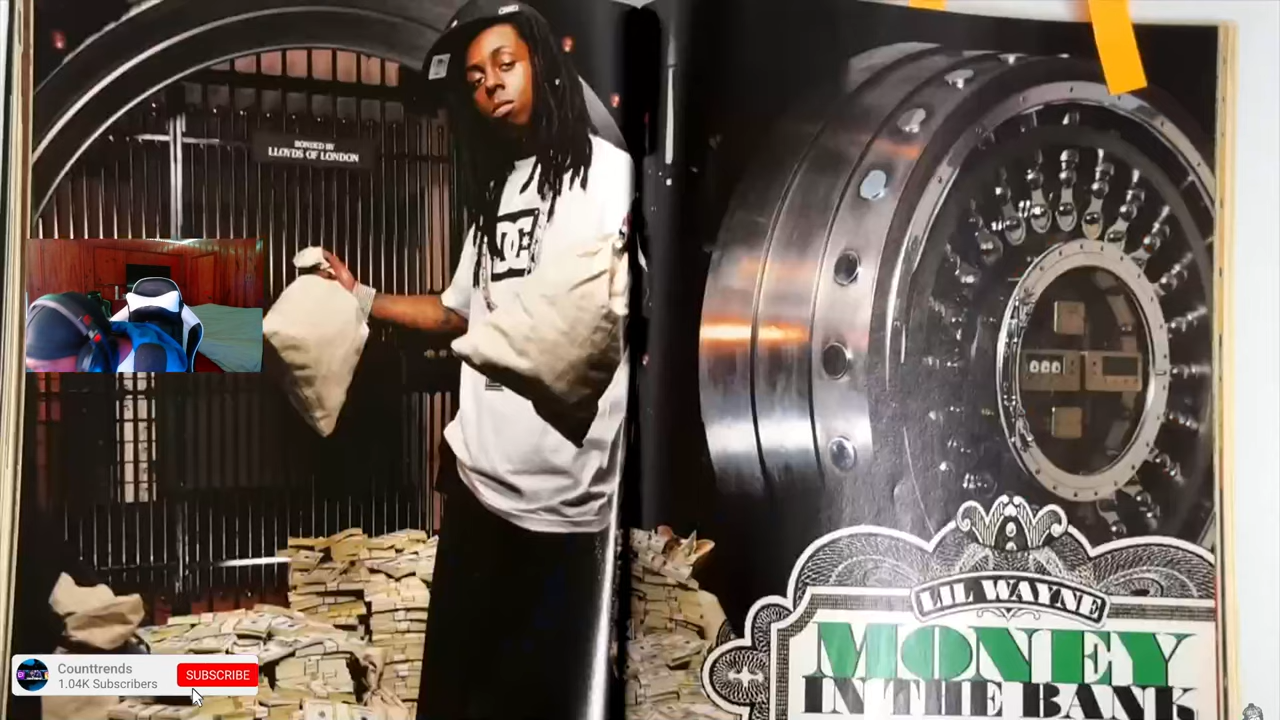 BONDED BY
LLOYDS OF LONDON
DC
LIL WAYNE
MONEY
IN THE BANK
Counttrends
1.04K Subscribers
SUBSCRIBE